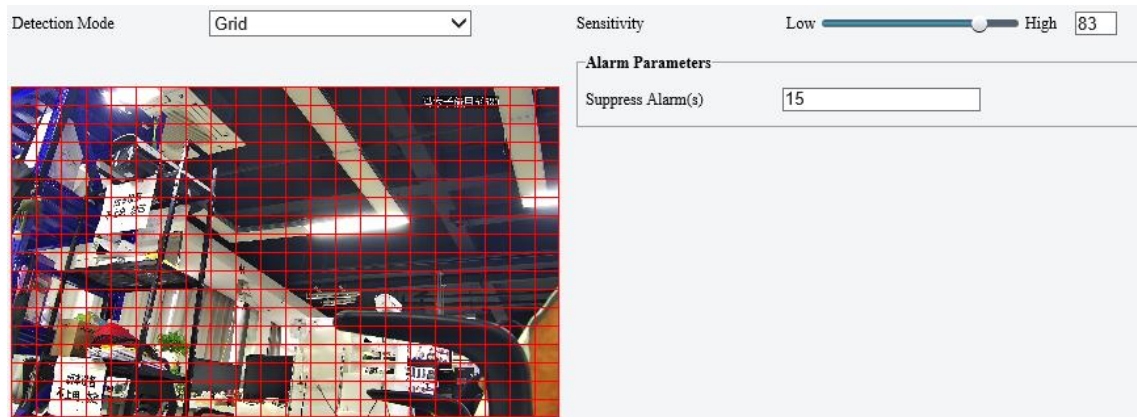 Detection Mode
Grid
Sensitivity
Low
High
83
Alarm Parameters
Suppress Alarm(s)
15